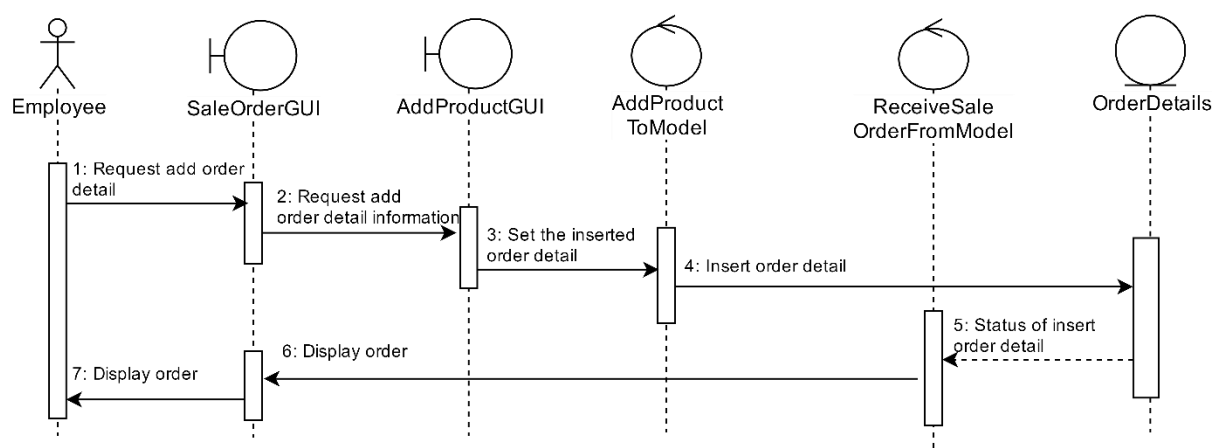 Employee
SaleOrderGUI
AddProductGUI
AddProduct
ToModel
ReceiveSale
OrderFromModel
OrderDetails
1: Request add order
detail
2: Request add
order detail information
3: Set the inserted
order detail
4: Insert order detail
5: Status of insert
order detail
6: Display order
7: Display order